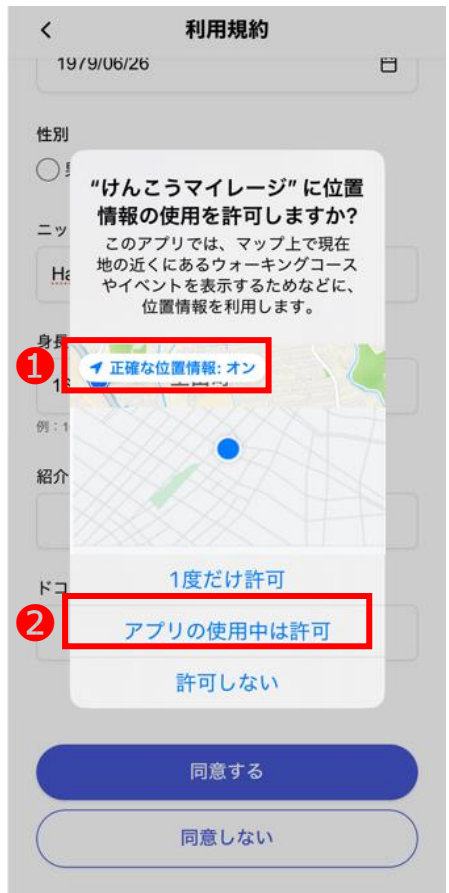 利用規約
1979/06/26
性別
"けんこうマイレージ" に位置
情報の使用を許可しますか?
このアプリでは、マップ上で現在
地の近くにあるウォーキングコース
やイベントを表示するためなどに、
位置情報を利用します。
ニッ
Ha
身長
❶
正確な位置情報: オン
1
例：1
紹介
1度だけ許可
ドコ
❷
アプリの使用中は許可
許可しない
同意する
同意しない